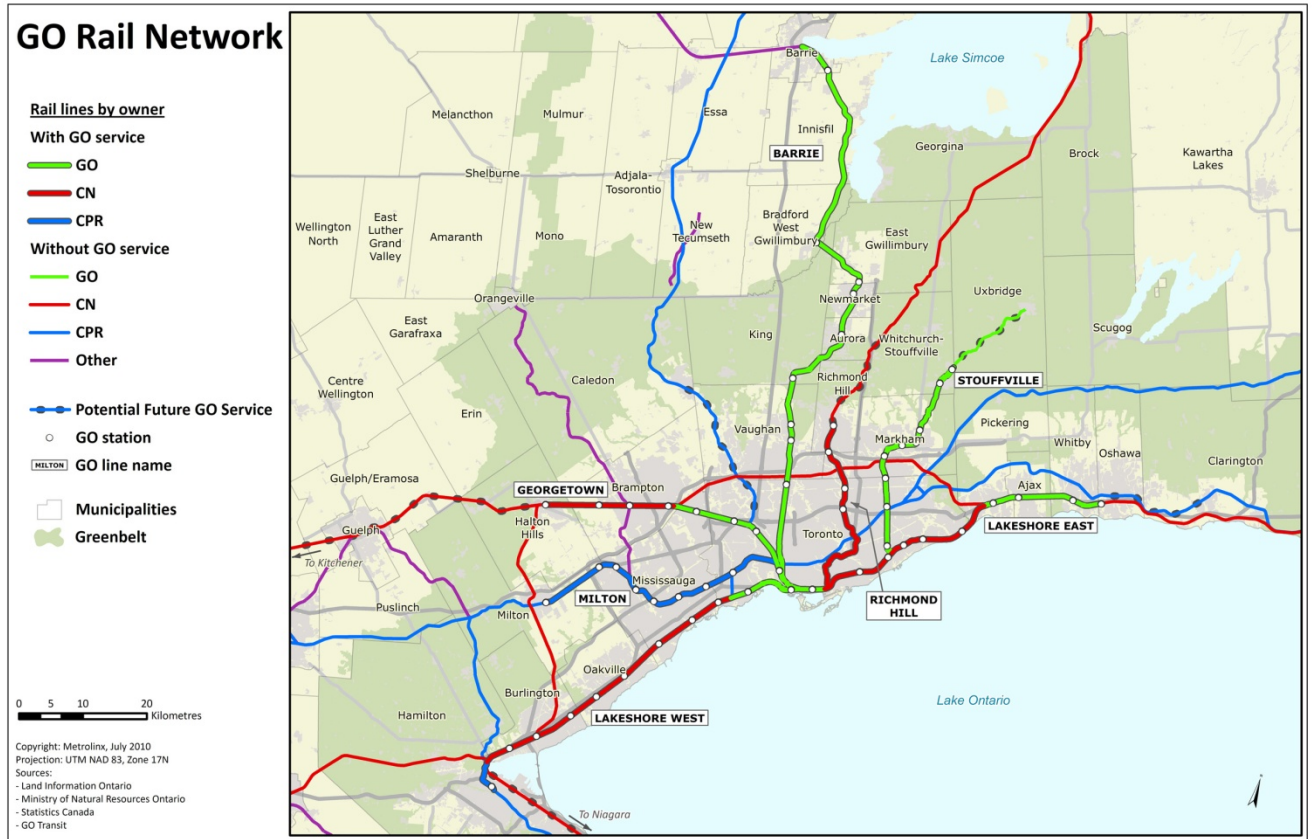 GO Rail Network
Rail lines by owner
With GO service
GO
CN
CPR
Without GO service
GO
CN
CPR
Other
Potential Future GO Service
GO station
MILTON
GO line name
Municipalities
Greenbelt
0 5 10 20
Kilometres
Copyright: Metrolinx, July 2010
Projection: UTM NAD 83, Zone 17N
Sources:
- Land Information Ontario
- Ministry of Natural Resources Ontario
- Statistics Canada
- GO Transit
Barrie
Lake Simcoe
Melancthon
Mulmur
Essa
Innisfil
BARRIE
Georgina
Brock
Kawartha
Lakes
Shelburne
Adjala-
Tosorontio
Wellington
North
East
Luther
Grand
Valley
Amaranth
Mono
New
Tecumseth
Bradford
West
Gwillimbury
East
Gwillimbury
Orangeville
Newmarket
Uxbridge
East
Garafraxa
King
Aurora
Whitchurch-
Stouffville
Scugog
Centre
Wellington
Caledon
Richmond
Hill
STOUFFVILLE
Erin
Vaughan
Markham
Pickering
Whitby
Oshawa
Clarington
Guelph/Eramosa
GEORGETOWN
Brampton
Ajax
Guelph
Halton
Hills
Toronto
LAKESHORE EAST
To Kitchener
Mississauga
MILTON
RICHMOND
HILL
Puslinch
Milton
Oakville
Burlington
Lake Ontario
Hamilton
LAKESHORE WEST
To Niagara